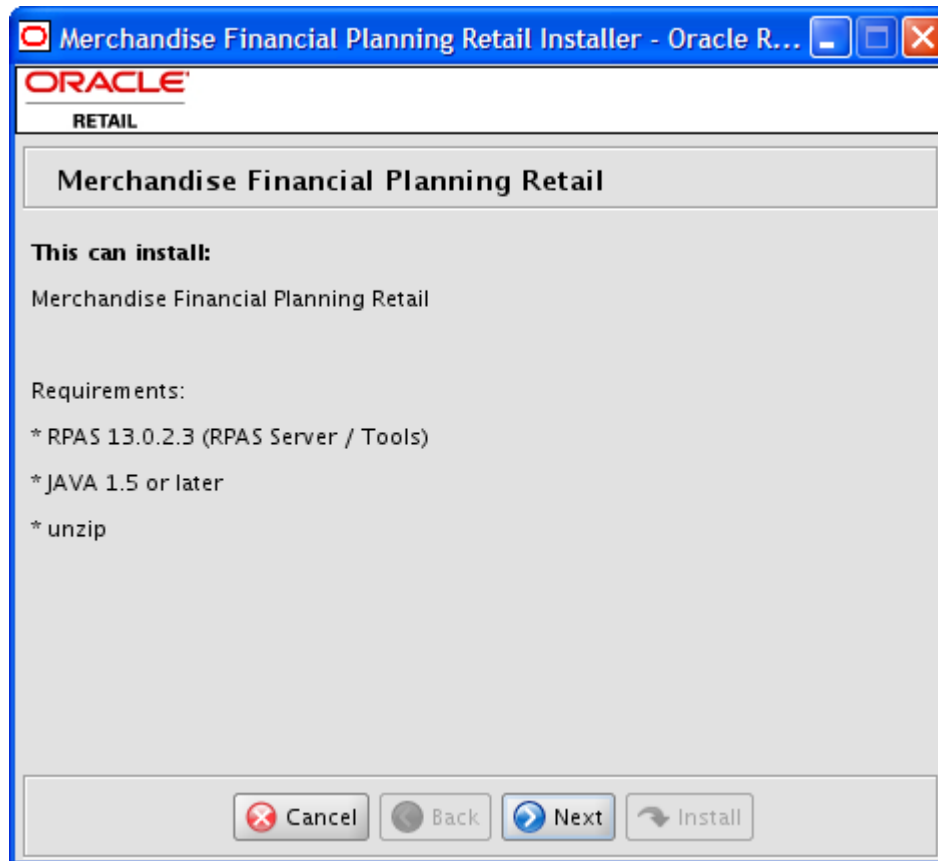 Merchandise Financial Planning Retail Installer - Oracle R...
ORACLE
RETAIL
Merchandise Financial Planning Retail
This can install:
Merchandise Financial Planning Retail
Requirements:
* RPAS 13.0.2.3 (RPAS Server / Tools)
* JAVA 1.5 or later
* unzip
Cancel Back Next Install